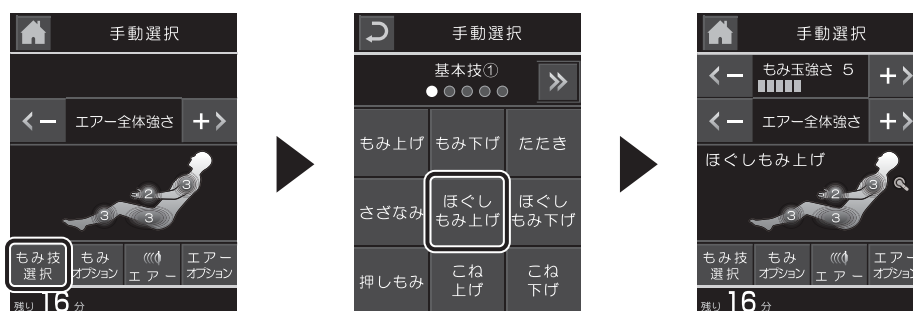 手動選択
エアー全体強さ
3
2
3
3
もみ技
選択
もみ
オプション
エアー
エアー
オプション
残り16分
手動選択
基本技①
もみ上げ
もみ下げ
たたき
さざなみ
ほぐし
もみ上げ
ほぐし
もみ下げ
押しもみ
こね
上げ
こね
下げ
手動選択
もみ玉強さ 5
エアー全体強さ
ほぐしもみ上げ
3
2
3
3
もみ技
選択
もみ
オプション
エアー
エアー
オプション
残り16分